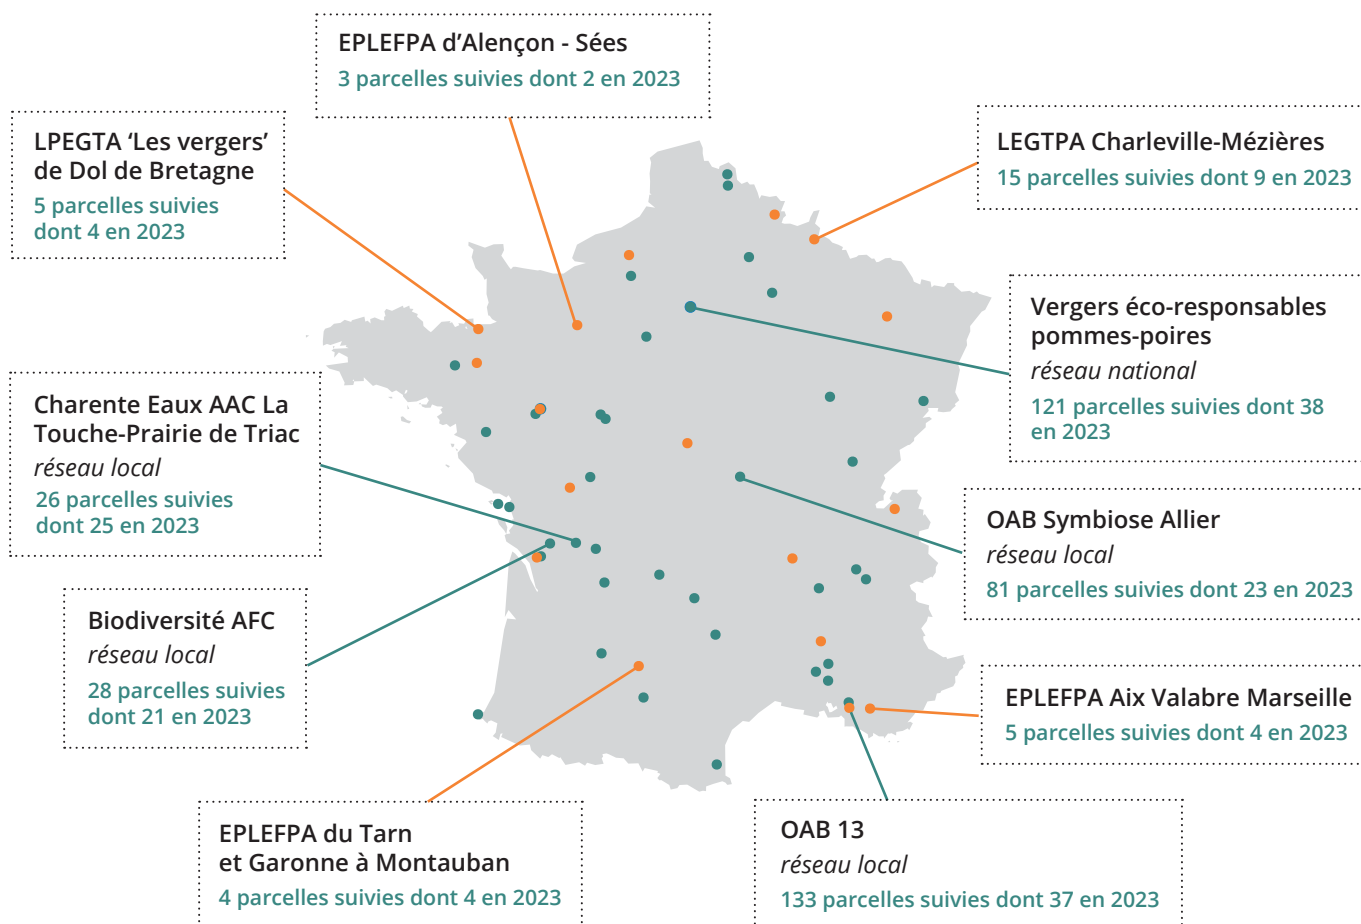 EPLEFPA d'Alençon - Sées
3 parcelles suivies dont 2 en 2023
LPEGTA ‘Les vergers’
de Dol de Bretagne
5 parcelles suivies
dont 4 en 2023
LEGTPA Charleville-Mézières
15 parcelles suivies dont 9 en 2023
Vergers éco-responsables
pommes-poires
réseau national
121 parcelles suivies dont 38
en 2023
Charente Eaux AAC La
Touche-Prairie de Triac
réseau local
26 parcelles suivies
dont 25 en 2023
OAB Symbiose Allier
réseau local
81 parcelles suivies dont 23 en 2023
Biodiversité AFC
réseau local
28 parcelles suivies
dont 21 en 2023
EPLEFPA Aix Valabre Marseille
5 parcelles suivies dont 4 en 2023
EPLEFPA du Tarn
et Garonne à Montauban
4 parcelles suivies dont 4 en 2023
OAB 13
réseau local
133 parcelles suivies dont 37 en 2023